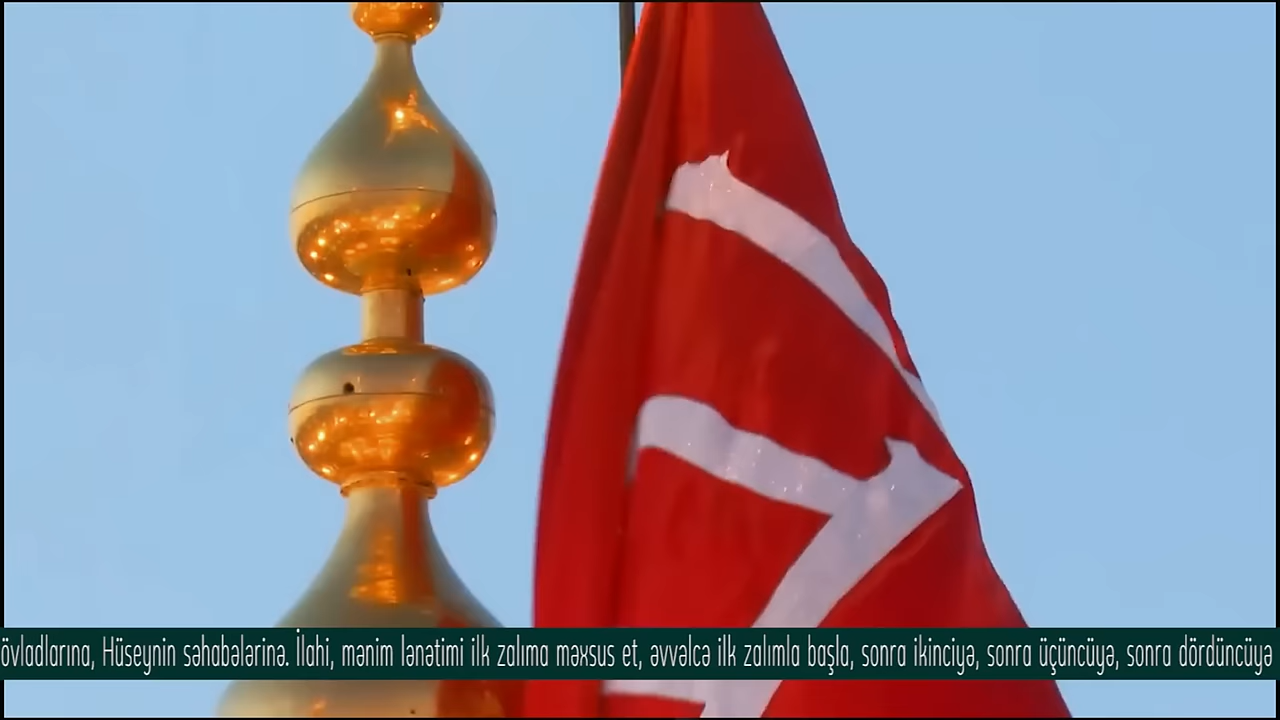 övladlarına, Hüseynin səhabələrinə. İlahi, mənim lənətimi ilk zalıma məxsus et, əvvəlcə ilk zalımla başla, sonra ikinciyə, sonra üçüncüyə, sonra dördüncüyə